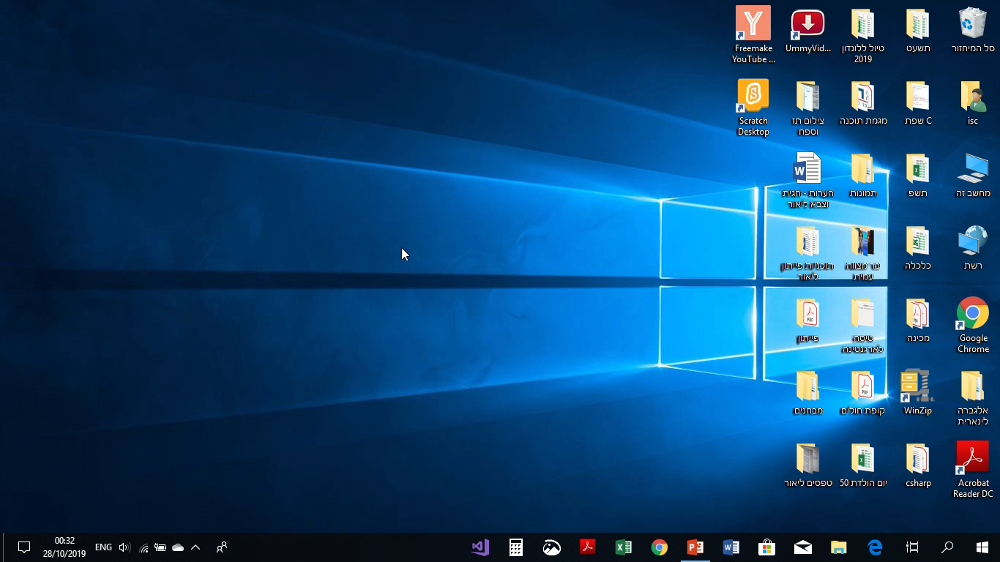 סל המיחזור
תשעט
טיול ללונדון
2019
UmmyVid...
Freemake
YouTube ...
isc
שפת C
מגמת תוכנה
צילום תז
וספח
Scratch
Desktop
מחשב זה
תשפ
תמונות
הערות - חגית
וצבא ליאור
רשת
כלכלה
בר מצווה
עמית
תוכניות פייתון
ליאור
Google
Chrome
מכינה
טיסה
לארגנטינה
פייתון
אלגברה
לינארית
WinZip
קופת חולים
מבחנים
Acrobat
Reader DC
csharp
יום הולדת 50
טפסים ליאור
ENG
00:32
28/10/2019